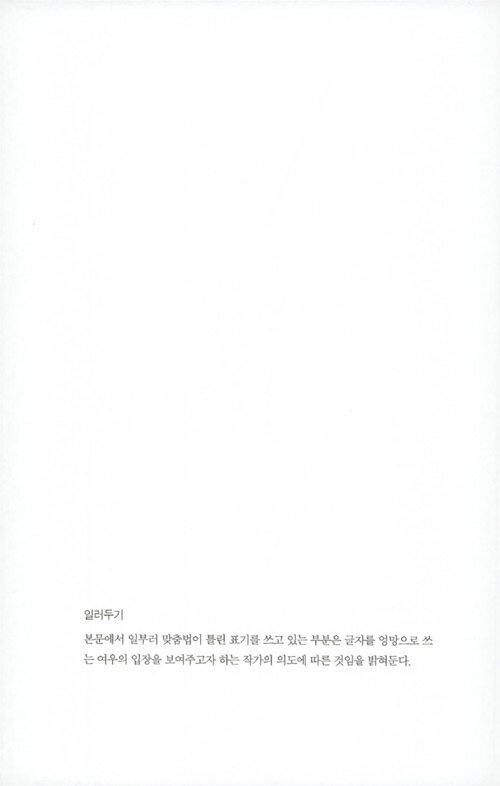 일러두기
본문에서 일부러 맞춤법이 틀린 표기를 쓰고 있는 부분은 글자를 엉망으로 쓰
는 여우의 입장을 보여주고자 하는 작가의 의도에 따른 것임을 밝혀둔다.